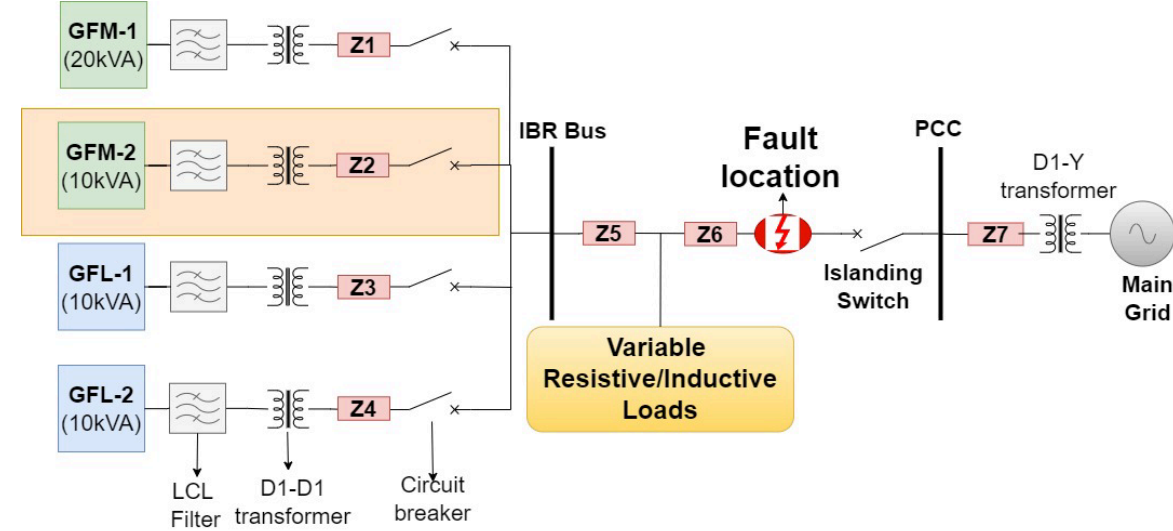 GFM-1
(20kVA)
Z1
GFM-2
(10kVA)
Z2
GFL-1
(10kVA)
Z3
GFL-2
(10kVA)
Z4
LCL
Filter
D1-D1
transformer
Circuit
breaker
IBR Bus
Z5
Z6
Fault
location
Variable
Resistive/Inductive
Loads
Islanding
Switch
PCC
Z7
D1-Y
transformer
Main
Grid